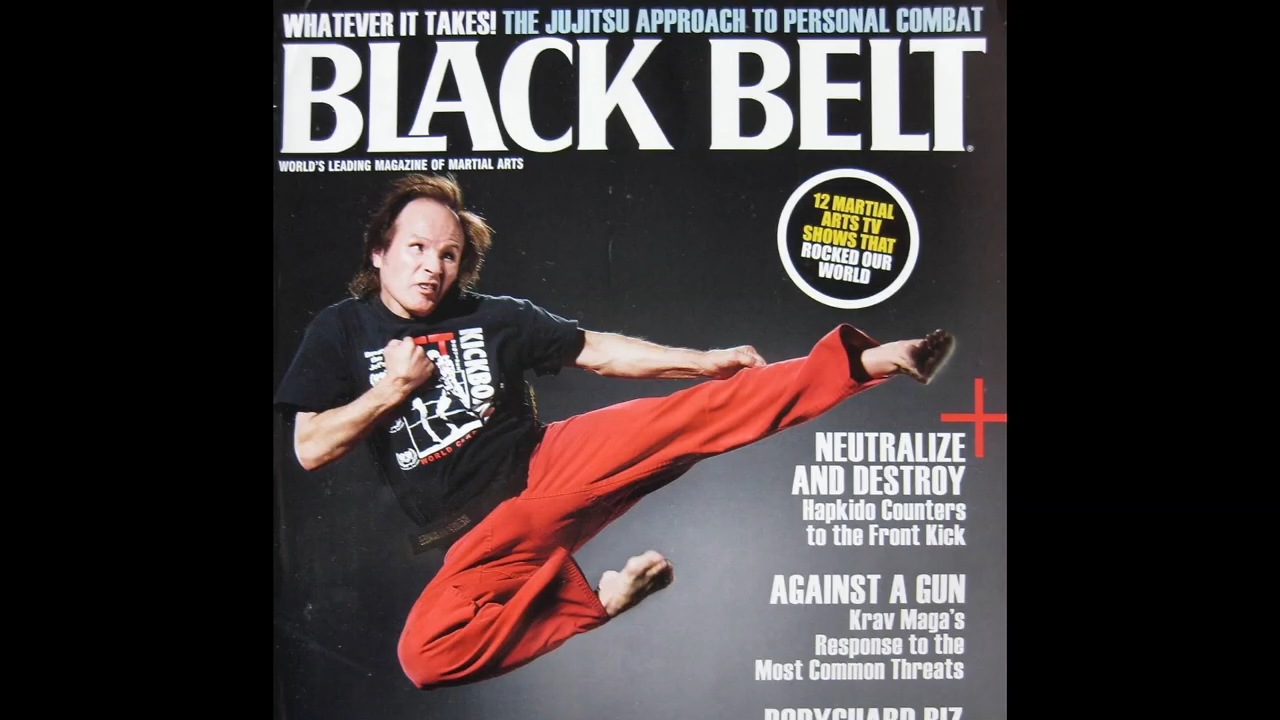 WHATEVER IT TAKES! THE JUJITSU APPROACH TO PERSONAL COMBAT
BLACK BELT
WORLD'S LEADING MAGAZINE OF MARTIAL ARTS
12 MARTIAL
ARTS TV
SHOWS THAT
ROCKED OUR
WORLD
NEUTRALIZE
AND DESTROY
Hapkido Counters
to the Front Kick
AGAINST A GUN
Krav Maga's
Response to the
Most Common Threats
BODYGUARD BIZ